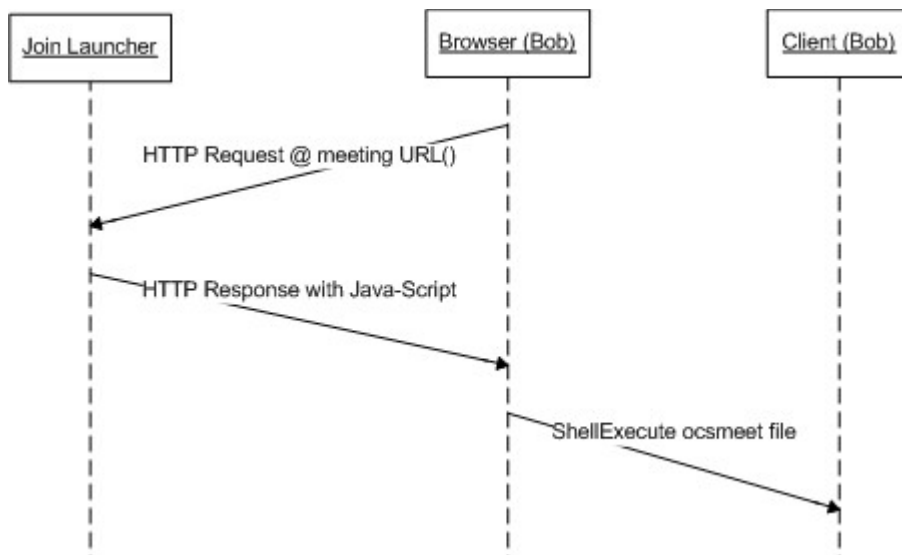 Join Launcher
Browser (Bob)
Client (Bob)
HTTP Request @ meeting URL()
HTTP Response with Java-Script
ShellExecute ocsmeet file